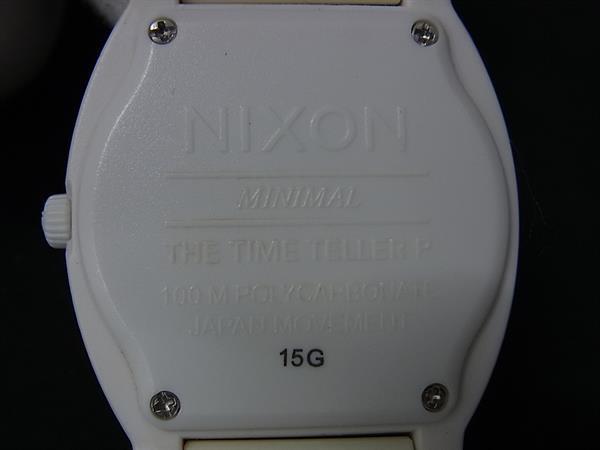 NIXON
MINIMAL
THE TIME TELLER P
100 M POLYCARBONATE
JAPAN MOVEMENT
15G